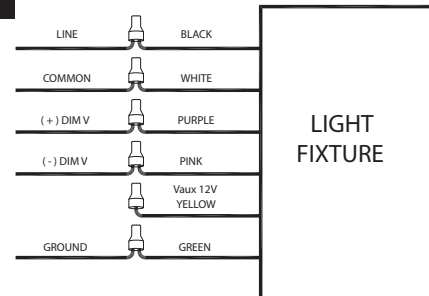 LINE BLACK
COMMON WHITE
( + ) DIM V PURPLE
( - ) DIM V PINK
Vaux 12V
YELLOW
GROUND GREEN
LIGHT
FIXTURE